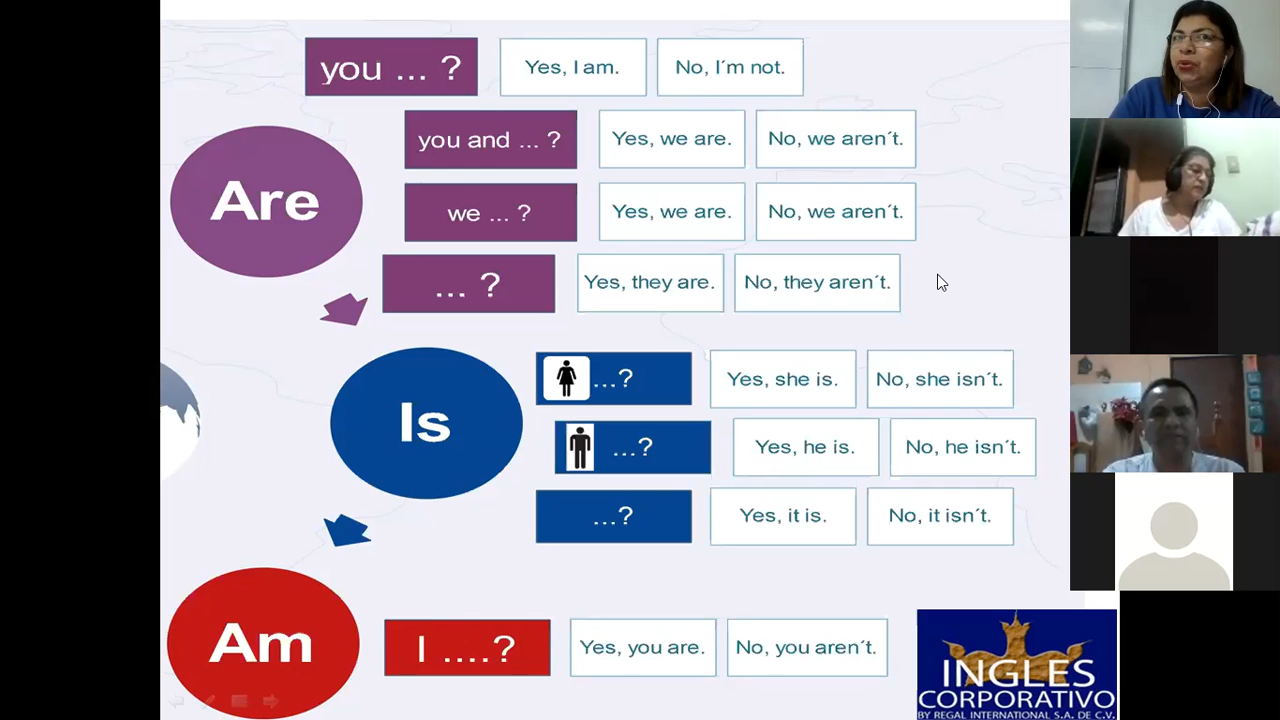 you ... ? Yes, I am. No, I´m not.
you and ... ? Yes, we are. No, we aren´t.
Are
we ... ? Yes, we are. No, we aren´t.
... ? Yes, they are. No, they aren´t.
...? Yes, she is. No, she isn´t.
Is
...? Yes, he is. No, he isn´t.
...? Yes, it is. No, it isn´t.
Am
I ....? Yes, you are. No, you aren´t.
INGLES
CORPORATIVO
BY REGAL INTERNATIONAL S.A. DE C.V.